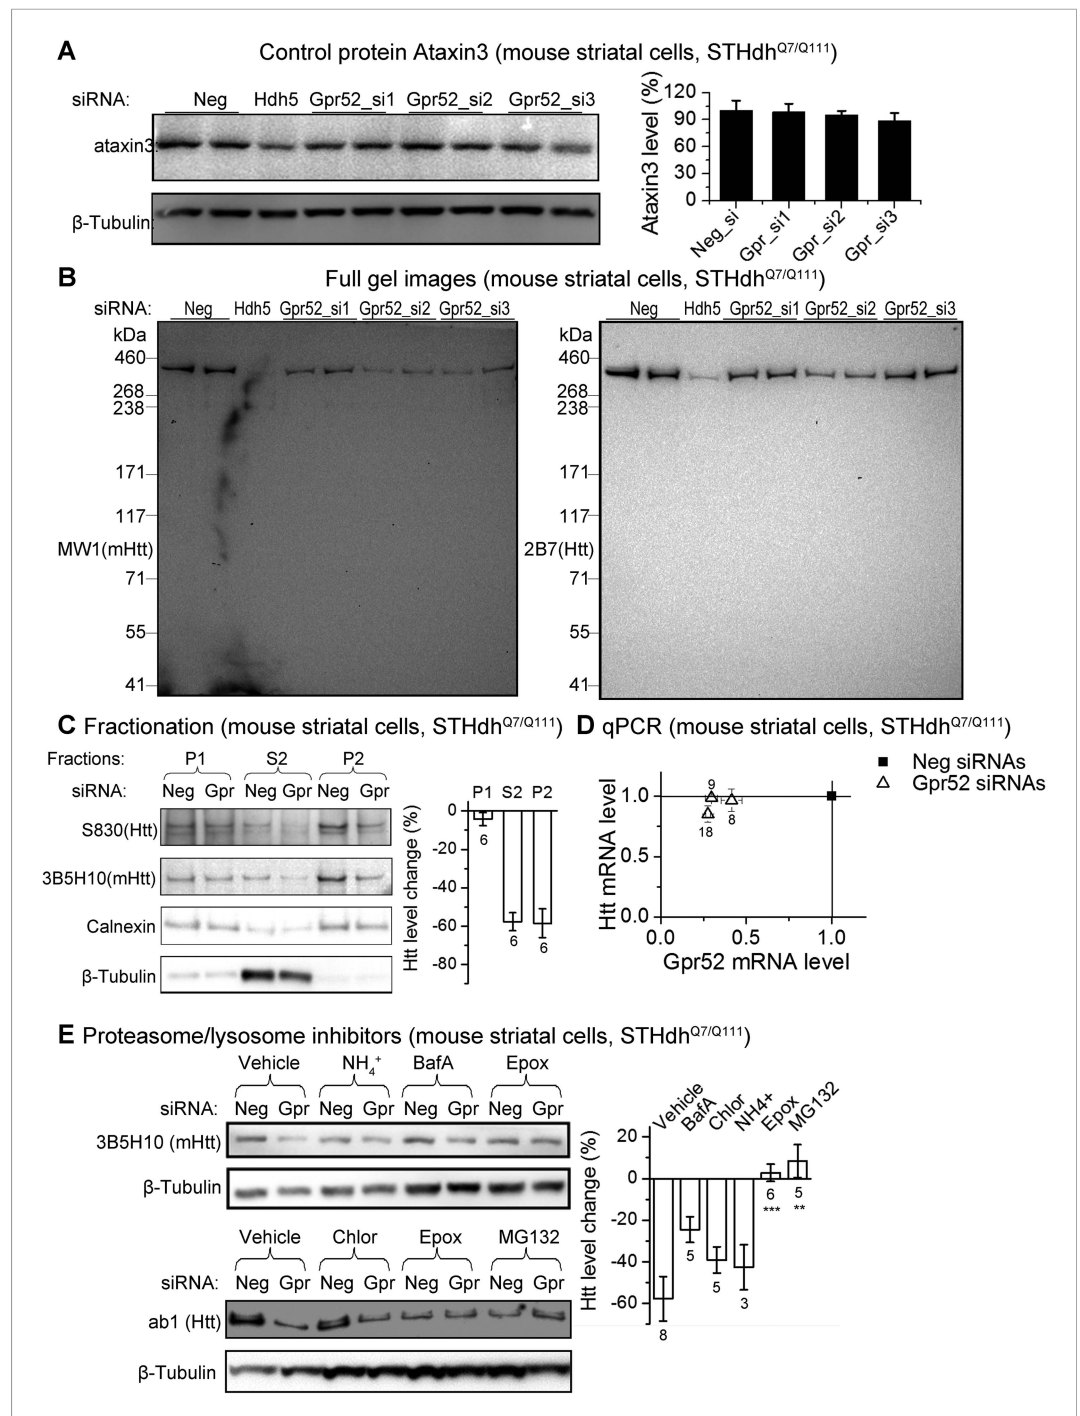 A Control protein Ataxin3 (mouse striatal cells, STHdh^Q7/Q111)
siRNA: Neg Hdh5 Gpr52_si1 Gpr52_si2 Gpr52_si3
ataxin3:
β-Tubulin:
Ataxin3 level (%)
120
90
60
30
0
Neg_si Gpr_si1 Gpr_si2 Gpr_si3
B Full gel images (mouse striatal cells, STHdh^Q7/Q111)
siRNA: Neg Hdh5 Gpr52_si1 Gpr52_si2 Gpr52_si3
kDa
460
268
238
171
117
MW1(mHtt)
71
55
41
Neg Hdh5 Gpr52_si1 Gpr52_si2 Gpr52_si3
kDa
460
268
238
171
117
2B7(Htt)
71
55
41
C Fractionation (mouse striatal cells, STHdh^Q7/Q111)
Fractions: P1 S2 P2
siRNA: Neg Gpr Neg Gpr Neg Gpr
S830(Htt)
3B5H10(mHtt)
Calnexin
β-Tubulin
Htt level change (%)
P1 S2 P2
0
-20
-40
-60
-80
6
6
6
D qPCR (mouse striatal cells, STHdh^Q7/Q111)
Neg siRNAs
Gpr52 siRNAs
Htt mRNA level
1.0
0.5
0.0
9
18
8
0.0 0.5 1.0
Gpr52 mRNA level
E Proteasome/lysosome inhibitors (mouse striatal cells, STHdh^Q7/Q111)
Vehicle NH4+ BafA Epox
siRNA: Neg Gpr Neg Gpr Neg Gpr Neg Gpr
3B5H10 (mHtt)
β-Tubulin
Vehicle Chlor Epox MG132
siRNA: Neg Gpr Neg Gpr Neg Gpr Neg Gpr
ab1 (Htt)
β-Tubulin
Htt level change (%)
Vehicle BafA Chlor NH4+ Epox MG132
20
0
-20
-40
-60
8
5
5
3
6
***
5
**